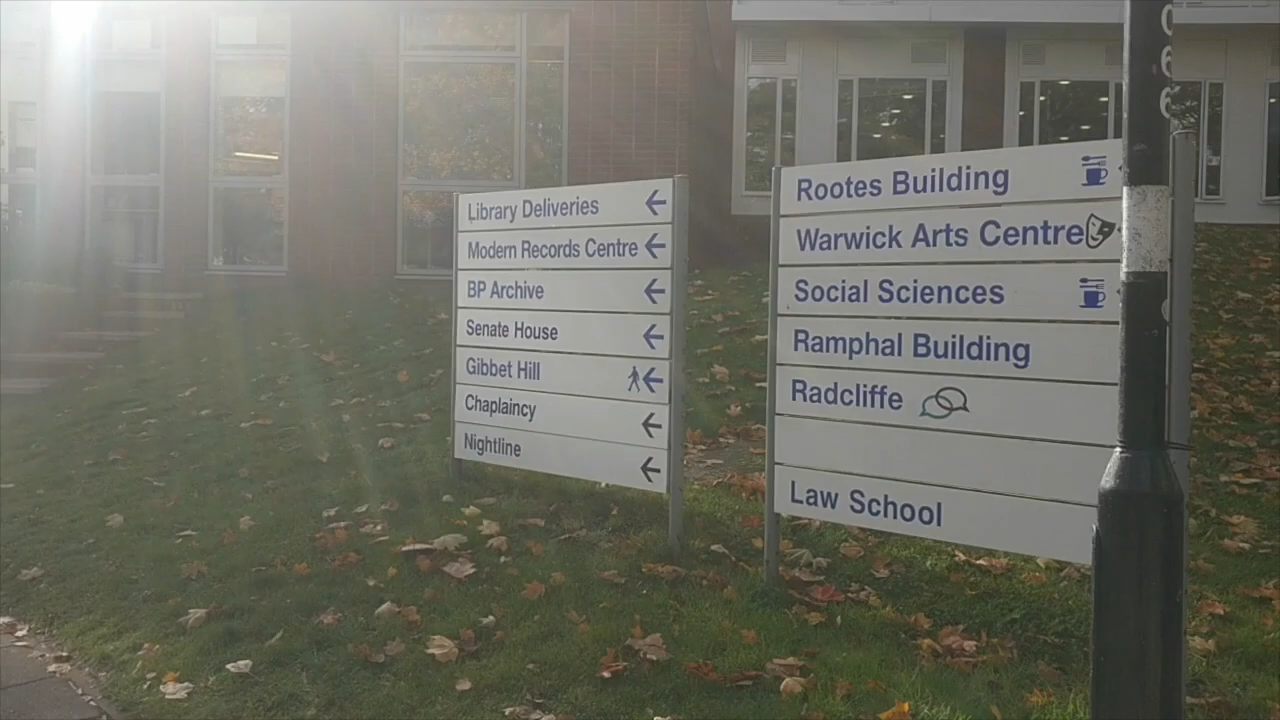 Library Deliveries
Modern Records Centre
BP Archive
Senate House
Gibbet Hill
Chaplaincy
Nightline
Rootes Building
Warwick Arts Centre
Social Sciences
Ramphal Building
Radcliffe
Law School
066